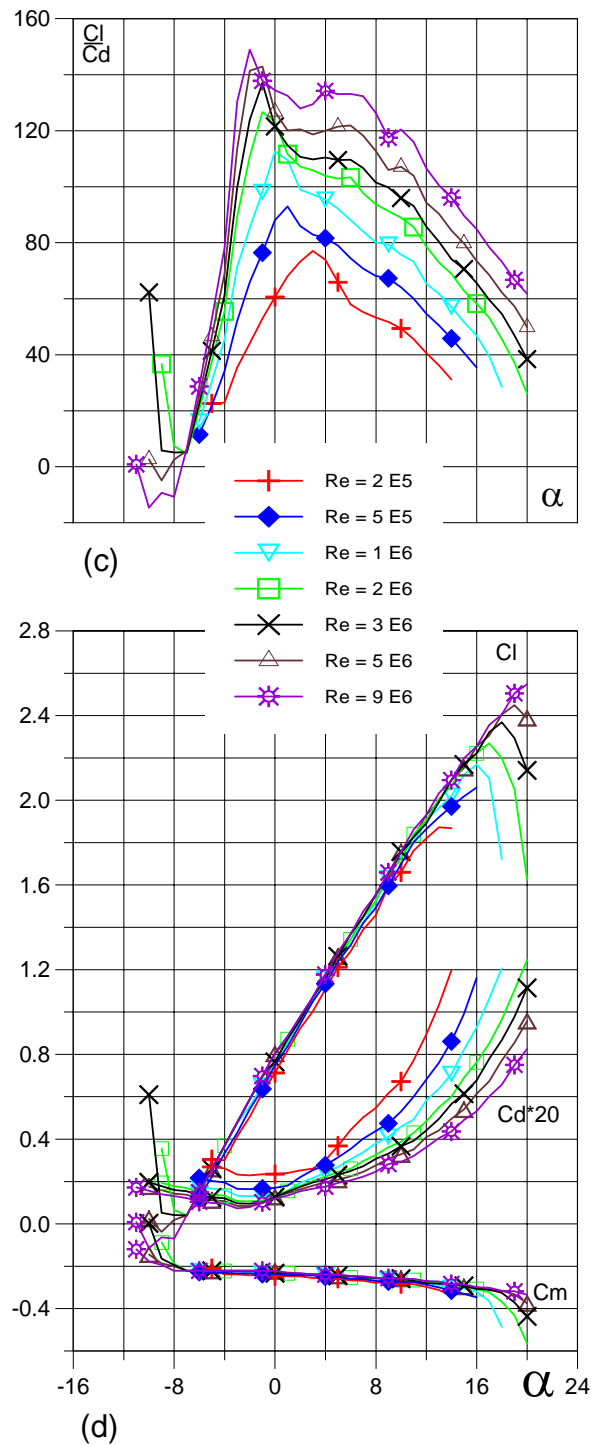 160
Cl
Cd
120
80
40
0
α
(c)
Re = 2 E5
Re = 5 E5
Re = 1 E6
Re = 2 E6
Re = 3 E6
Re = 5 E6
Re = 9 E6
2.8
Cl
2.4
2.0
1.6
1.2
0.8
Cd*20
0.4
0.0
Cm
-0.4
-16 -8 0 8 16 α 24
(d)